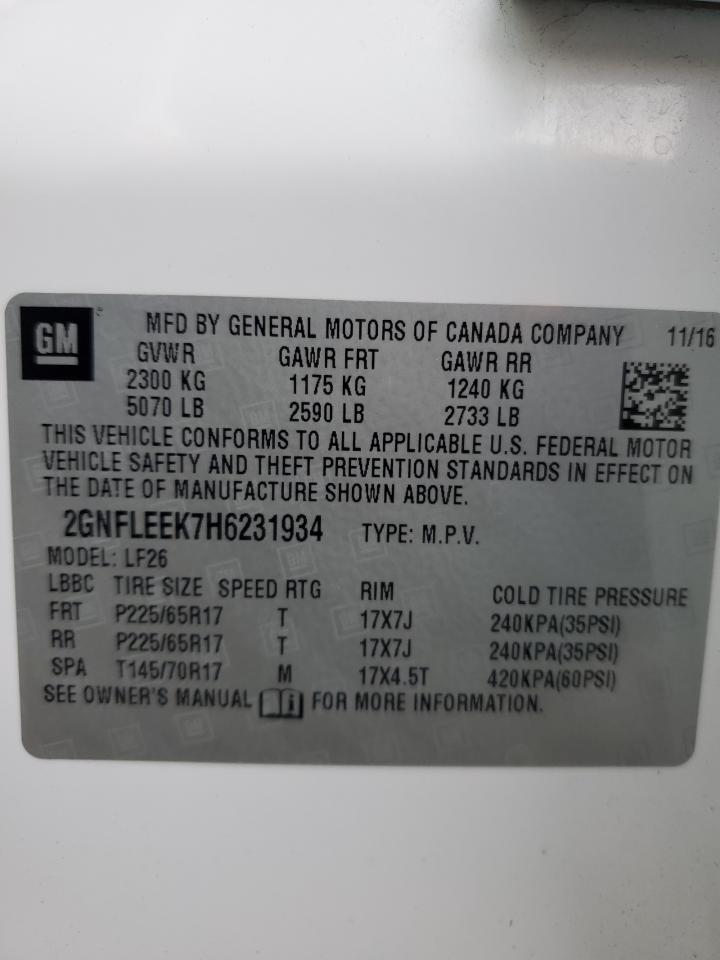 GM
MFD BY GENERAL MOTORS OF CANADA COMPANY 11/16
GVWR GAWR FRT GAWR RR
2300 KG 1175 KG 1240 KG
5070 LB 2590 LB 2733 LB
THIS VEHICLE CONFORMS TO ALL APPLICABLE U.S. FEDERAL MOTOR
VEHICLE SAFETY AND THEFT PREVENTION STANDARDS IN EFFECT ON
THE DATE OF MANUFACTURE SHOWN ABOVE.
2GNFLEEK7H6231934 TYPE: M.P.V.
MODEL: LF26
LBBC TIRE SIZE SPEED RTG RIM COLD TIRE PRESSURE
FRT P225/65R17 T 17X7J 240KPA(35PSI)
RR P225/65R17 T 17X7J 240KPA(35PSI)
SPA T145/70R17 M 17X4.5T 420KPA(60PSI)
SEE OWNER'S MANUAL i FOR MORE INFORMATION.